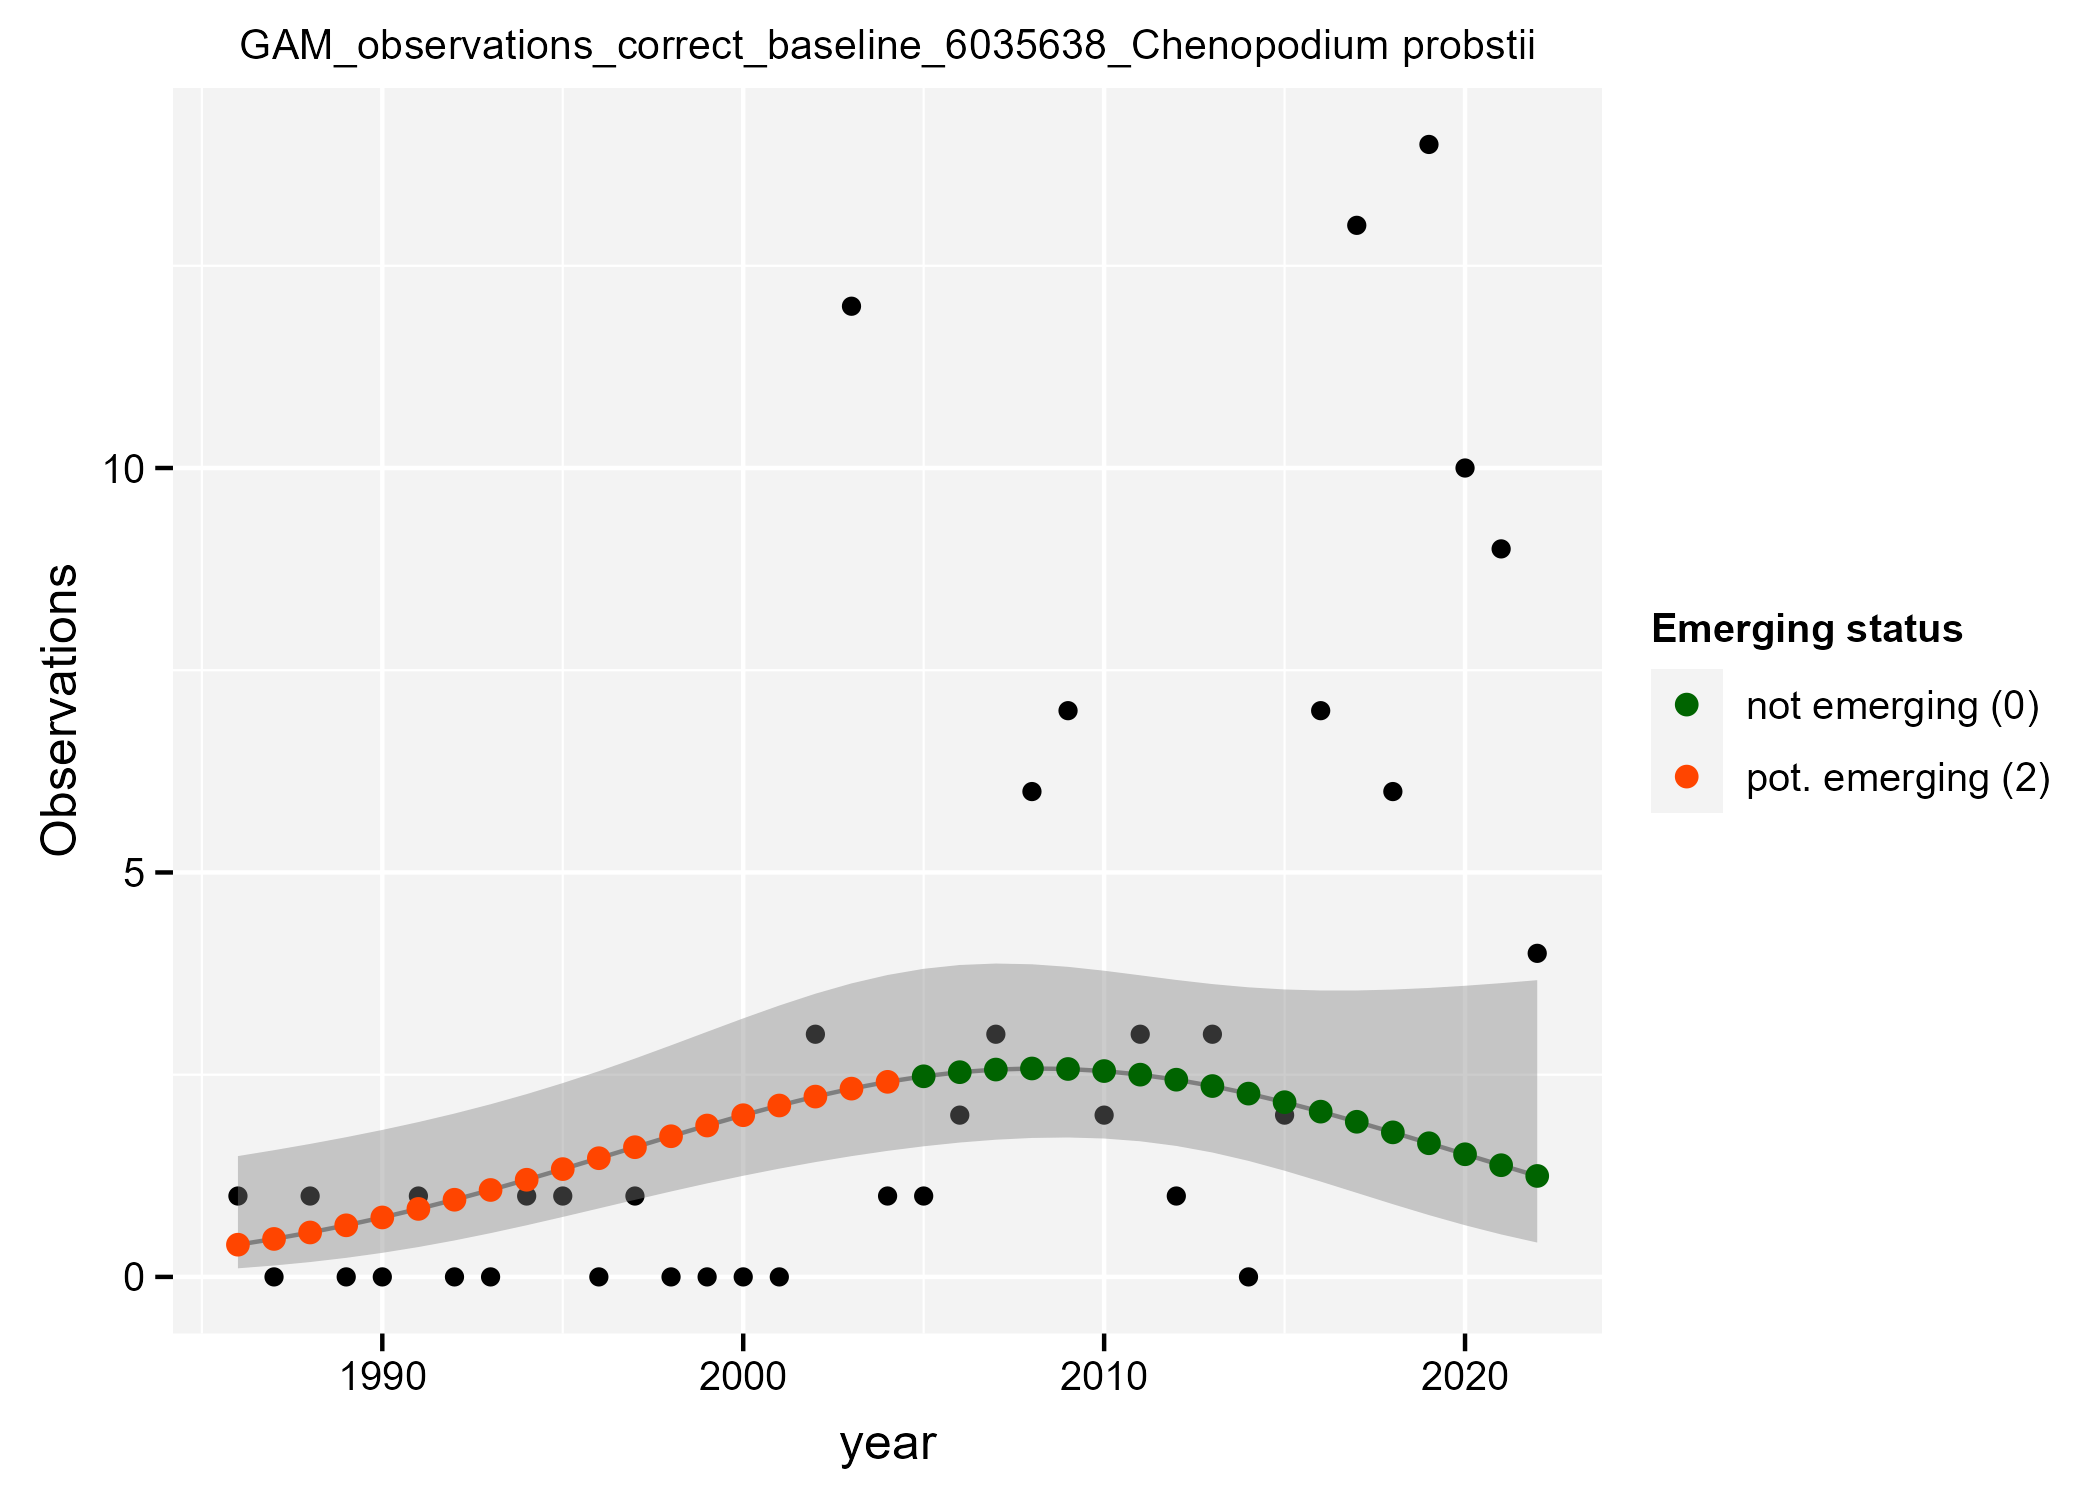 GAM_observations_correct_baseline_6035638_Chenopodium probstii
Observations
10
5
0
1990
2000
2010
2020
year
Emerging status
not emerging (0)
pot. emerging (2)